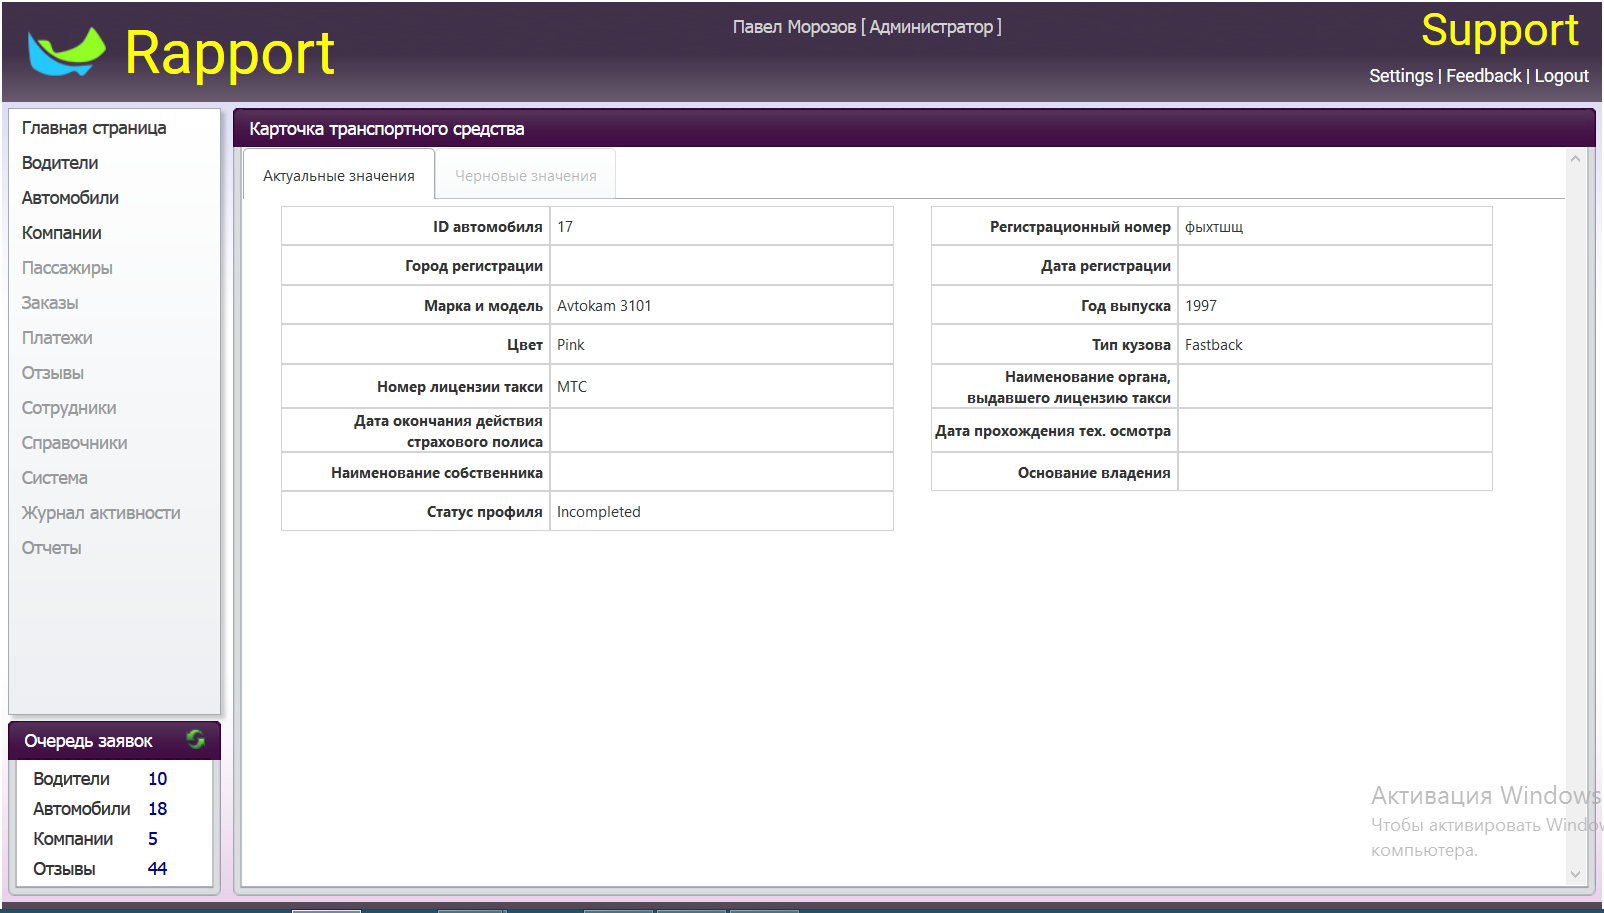 Rapport
Павел Морозов [ Администратор ]
Support
Settings | Feedback | Logout
Главная страница
Водители
Автомобили
Компании
Пассажиры
Заказы
Платежи
Отзывы
Сотрудники
Справочники
Система
Журнал активности
Отчеты
Очередь заявок
Водители 10
Автомобили 18
Компании 5
Отзывы 44
Карточка транспортного средства
Актуальные значения Черновые значения
ID автомобиля 17
Город регистрации
Марка и модель Avtokam 3101
Цвет Pink
Номер лицензии такси МТС
Дата окончания действия
страхового полиса
Наименование собственника
Статус профиля Incompleted
Регистрационный номер фыхтшщ
Дата регистрации
Год выпуска 1997
Тип кузова Fastback
Наименование органа,
выдавшего лицензию такси
Дата прохождения тех. осмотра
Основание владения
Активация Windows
Чтобы активировать Windov
компьютера.